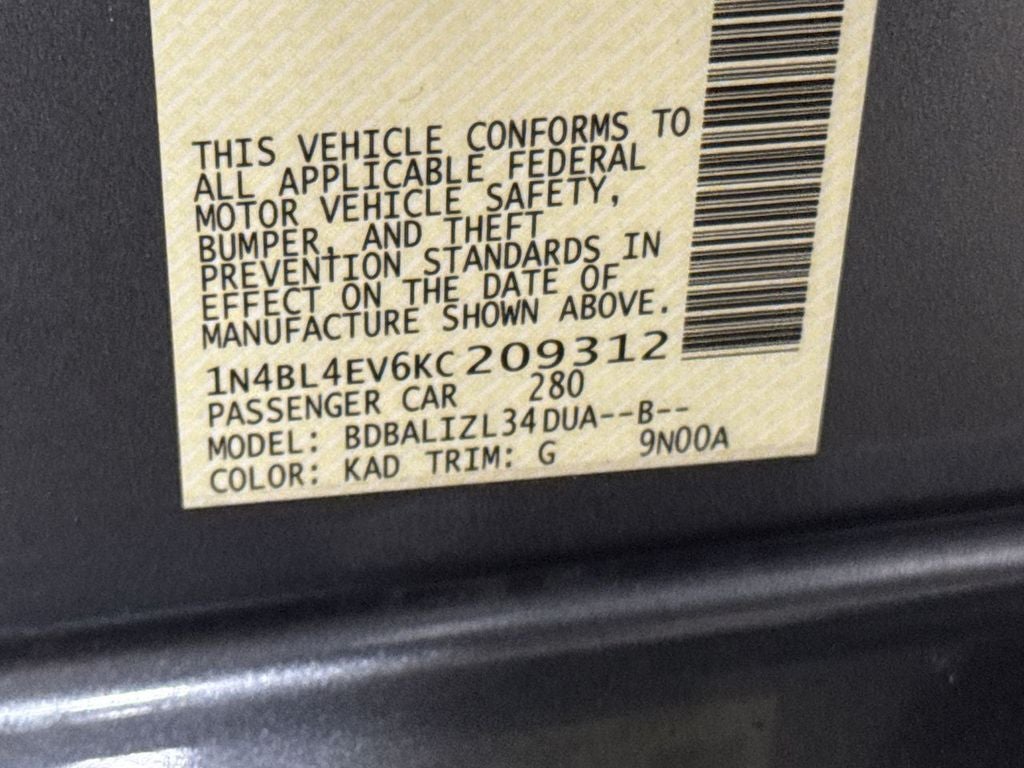 THIS VEHICLE CONFORMS TO
ALL APPLICABLE FEDERAL
MOTOR VEHICLE SAFETY,
BUMPER, AND THEFT
PREVENTION STANDARDS IN
EFFECT ON THE DATE OF
MANUFACTURE SHOWN ABOVE.
1N4BL4EV6KC209312
PASSENGER CAR 280
MODEL: BDBALIZL34DUA--B--
COLOR: KAD TRIM: G 9N00A